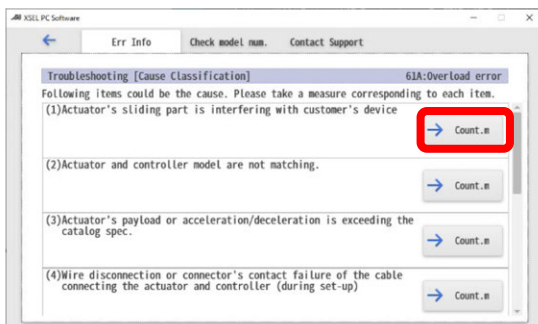 XSEL PC Software
Err Info Check model num. Contact Support
Troubleshooting [Cause Classification] 61A:Overload error
Following items could be the cause. Please take a measure corresponding to each item.
(1)Actuator's sliding part is interfering with customer's device
Count.m
(2)Actuator and controller model are not matching.
Count.m
(3)Actuator's payload or acceleration/deceleration is exceeding the
catalog spec.
Count.m
(4)Wire disconnection or connector's contact failure of the cable
connecting the actuator and controller (during set-up)
Count.m